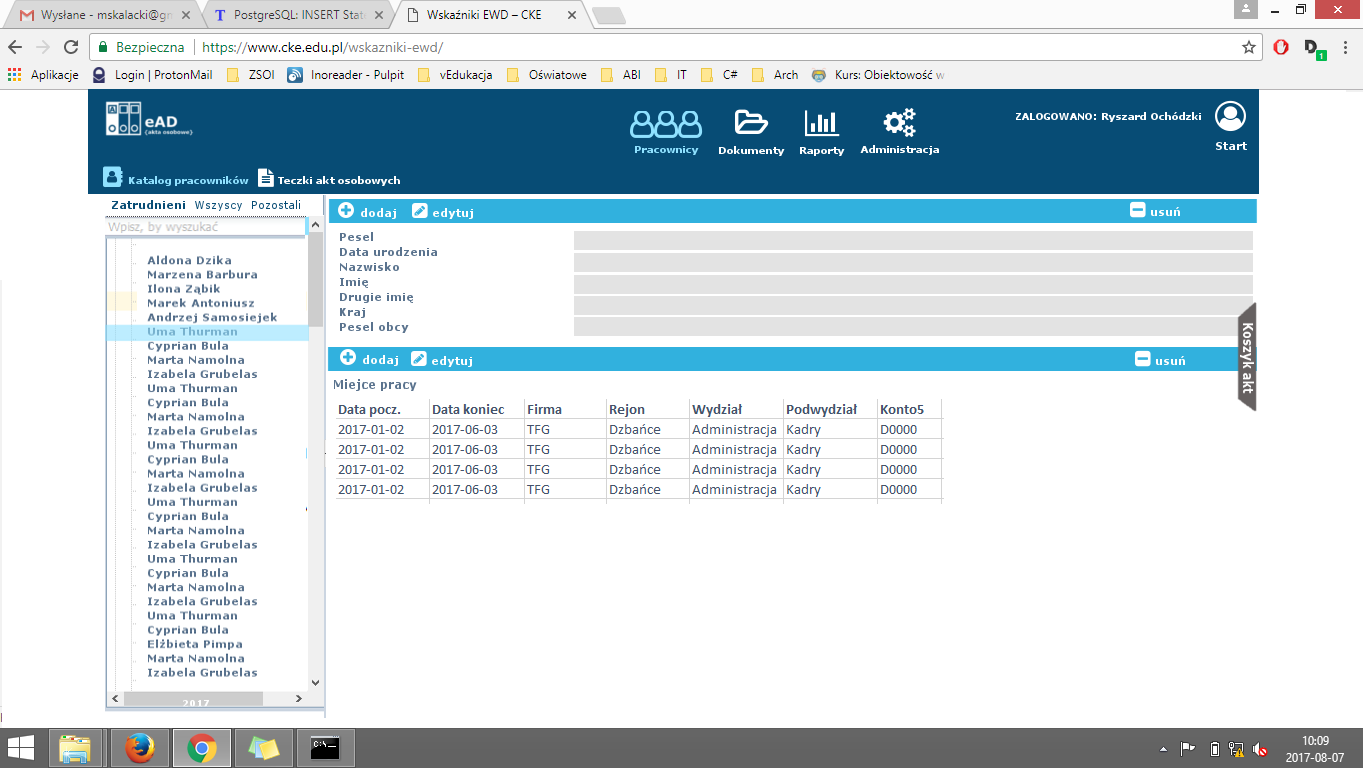 Wysłane - mskalacki@gm
PostgreSQL: INSERT Stat
Wskaźniki EWD – CKE
Bezpieczna
https://www.cke.edu.pl/wskazniki-ewd/
Aplikacje
Login | ProtonMail
ZSOI
Inoreader - Pulpit
vEdukacja
Oświatowe
ABI
IT
C#
Arch
Kurs: Obiektowość w
eAD
(akta osobowe)
Pracownicy
Dokumenty
Raporty
Administracja
ZALOGOWANO: Ryszard Ochódzki
Start
Katalog pracowników
Teczki akt osobowych
Zatrudnieni Wszyscy Pozostali
Wpisz, by wyszukać
Aldona Dzika
Marzena Barbura
Ilona Ząbik
Marek Antoniusz
Andrzej Samosiejek
Uma Thurman
Cyprian Bula
Marta Namolna
Izabela Grubelas
Uma Thurman
Cyprian Bula
Marta Namolna
Izabela Grubelas
Uma Thurman
Cyprian Bula
Marta Namolna
Izabela Grubelas
Uma Thurman
Cyprian Bula
Marta Namolna
Izabela Grubelas
Uma Thurman
Cyprian Bula
Marta Namolna
Izabela Grubelas
Uma Thurman
Cyprian Bula
Elżbieta Pimpa
Marta Namolna
Izabela Grubelas
2017
dodaj edytuj usuń
Pesel
Data urodzenia
Nazwisko
Imię
Drugie imię
Kraj
Pesel obcy
Koszyk akt
dodaj edytuj usuń
Miejce pracy
Data pocz. Data koniec Firma Rejon Wydział Podwydział Konto5
2017-01-02 2017-06-03 TFG Dzbańce Administracja Kadry D0000
2017-01-02 2017-06-03 TFG Dzbańce Administracja Kadry D0000
2017-01-02 2017-06-03 TFG Dzbańce Administracja Kadry D0000
2017-01-02 2017-06-03 TFG Dzbańce Administracja Kadry D0000
10:09
2017-08-07